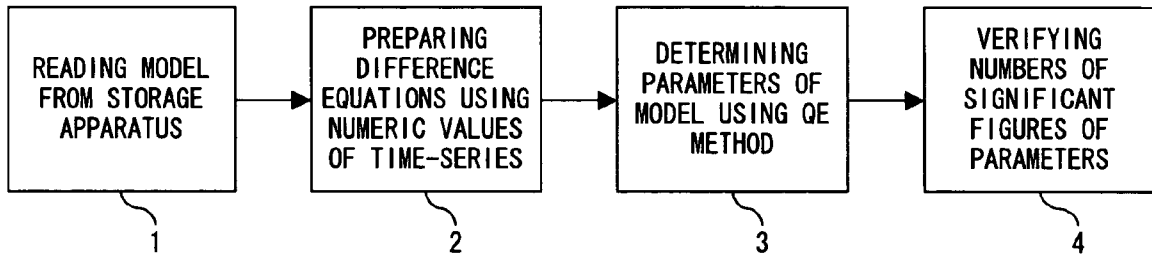 READING MODEL
FROM STORAGE
APPARATUS
PREPARING
DIFFERENCE
EQUATIONS USING
NUMERIC VALUES
OF TIME-SERIES
DETERMINING
PARAMETERS OF
MODEL USING QE
METHOD
VERIFYING
NUMBERS OF
SIGNIFICANT
FIGURES OF
PARAMETERS
1
2
3
4